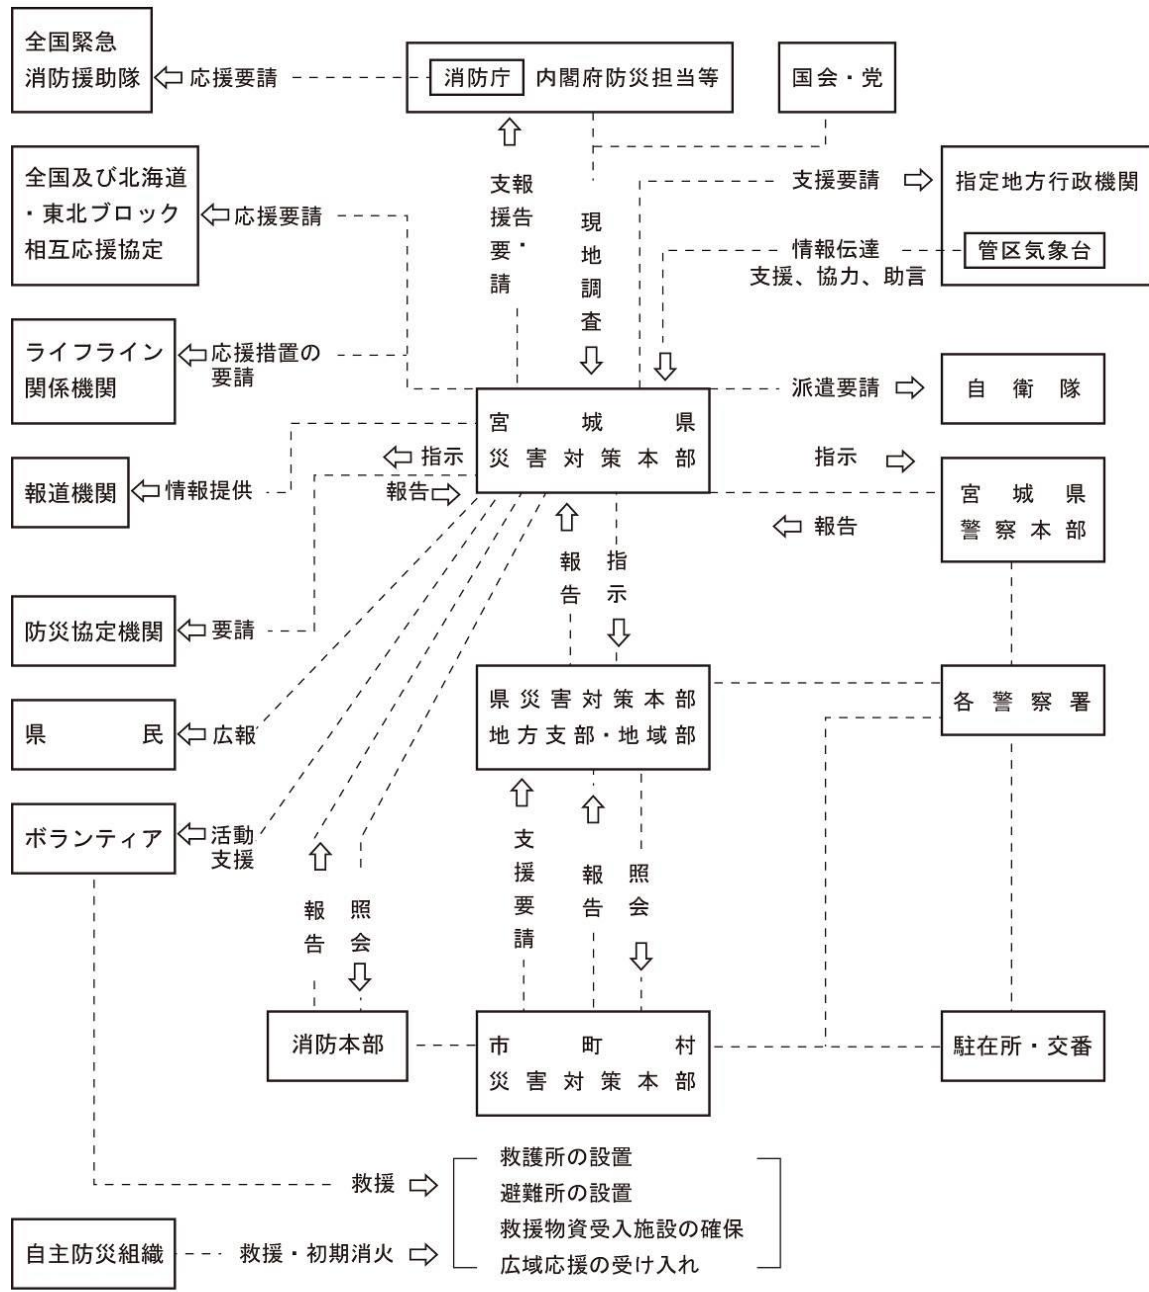 全国緊急
消防援助隊
応援要請
消防庁 内閣府防災担当等
国会・党
全国及び北海道
・東北ブロック
相互応援協定
応援要請
報告・
支援要請
現地調査
支援要請
指定地方行政機関
管区気象台
情報伝達
支援、協力、助言
ライフライン
関係機関
応援措置の
要請
宮城県
災害対策本部
派遣要請
自衛隊
報道機関
情報提供
指示
報告
指示
報告
宮城県
警察本部
報告
指示
防災協定機関
要請
県災害対策本部
地方支部・地域部
各警察署
県民
広報
ボランティア
活動
支援
支援要請
報告
照会
報告
照会
消防本部
市町村
災害対策本部
駐在所・交番
救援
救護所の設置
避難所の設置
救援物資受入施設の確保
広域応援の受け入れ
自主防災組織
救援・初期消火